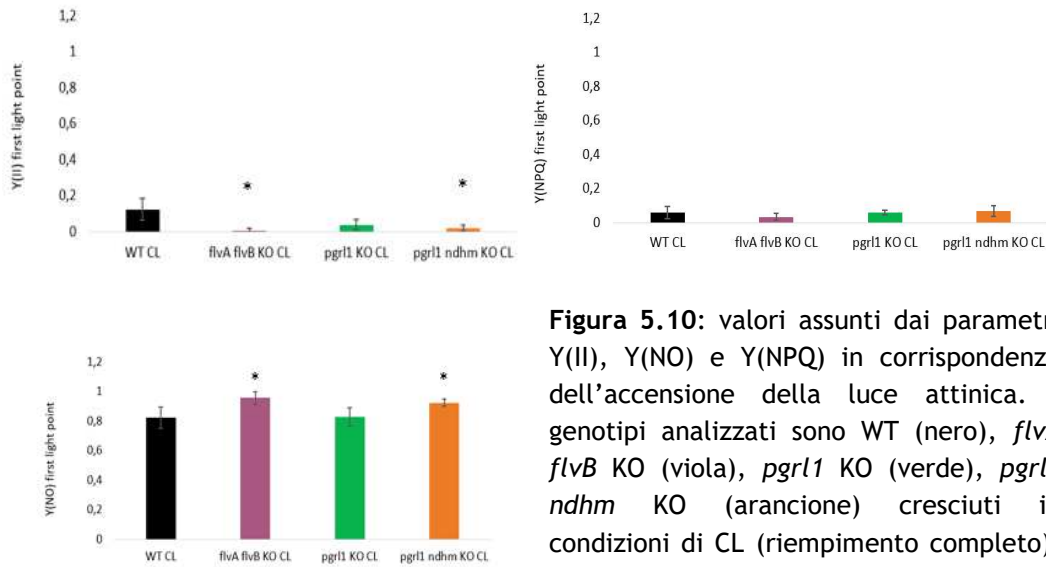 1,2
1
0,8
0,6
0,4
0,2
0
Y(II) first light point
*
*
WT CL
flvA flvB KO CL
pgrl1 KO CL
pgrl1 ndhm KO CL
1,2
1
0,8
0,6
0,4
0,2
0
Y(NPQ) first light point
WT CL
flvA flvB KO CL
pgrl1 KO CL
pgrl1 ndhm KO CL
1,2
1
0,8
0,6
0,4
0,2
0
Y(NO) first light point
*
*
WT CL
flvA flvB KO CL
pgrl1 KO CL
pgrl1 ndhm KO CL
Figura 5.10: valori assunti dai parametr
Y(II), Y(NO) e Y(NPQ) in corrispondenz
dell’accensione della luce attinica.
genotipi analizzati sono WT (nero), flv
flvB KO (viola), pgrl1 KO (verde), pgrl
ndhm KO (arancione) cresciuti i
condizioni di CL (riempimento completo)